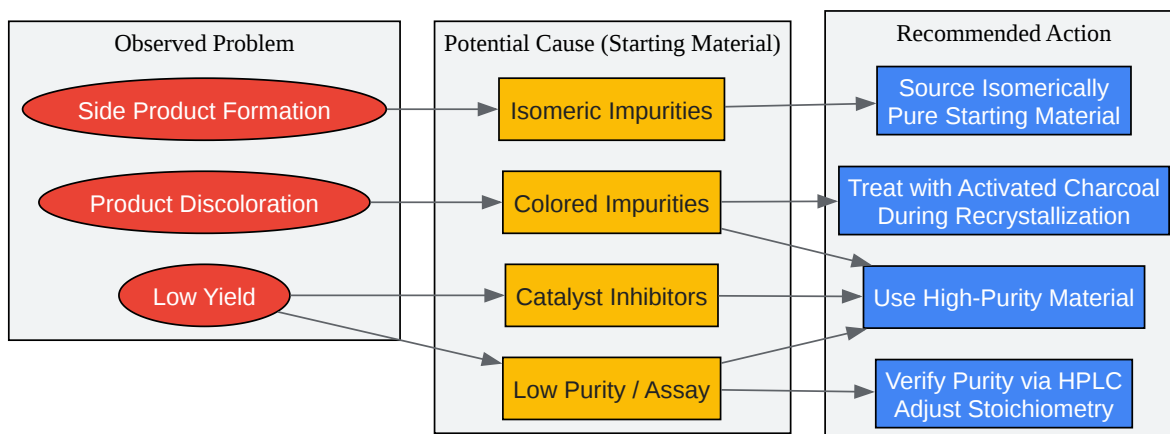 Observed Problem
Side Product Formation
Product Discoloration
Low Yield
Potential Cause (Starting Material)
Isomeric Impurities
Colored Impurities
Catalyst Inhibitors
Low Purity / Assay
Recommended Action
Source Isomerically
Pure Starting Material
Treat with Activated Charcoal
During Recrystallization
Use High-Purity Material
Verify Purity via HPLC
Adjust Stoichiometry